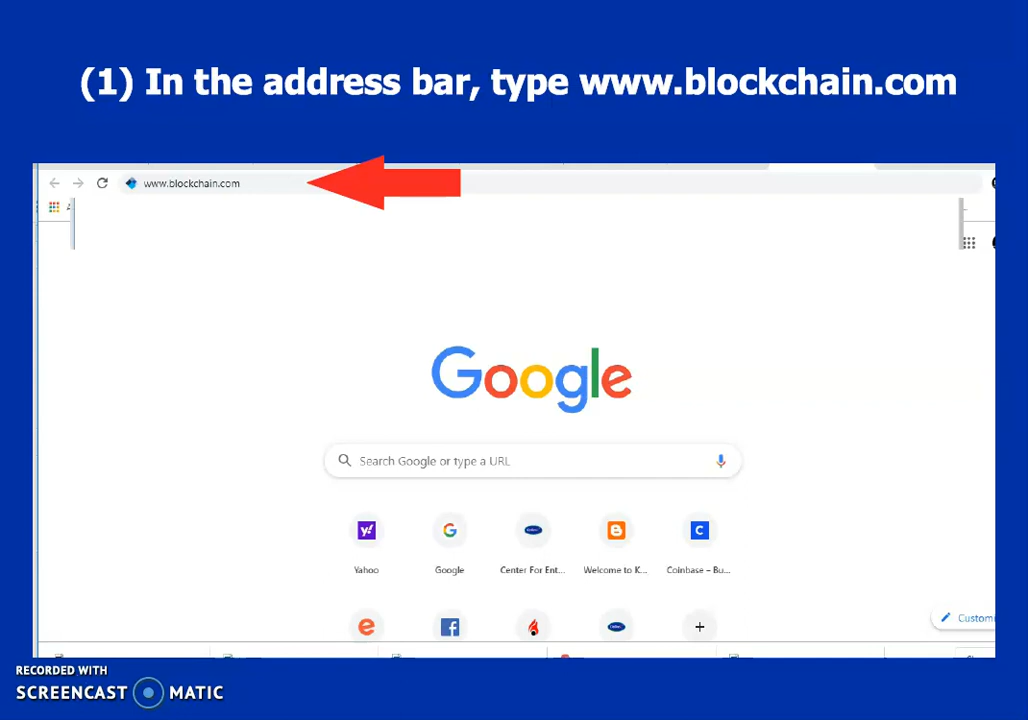 (1) In the address bar, type www.blockchain.com
www.blockchain.com
Google
Search Google or type a URL
Yahoo
Google
Center For Ent...
Welcome to K...
Coinbase – Bu...
Customi
RECORDED WITH
SCREENCAST MATIC